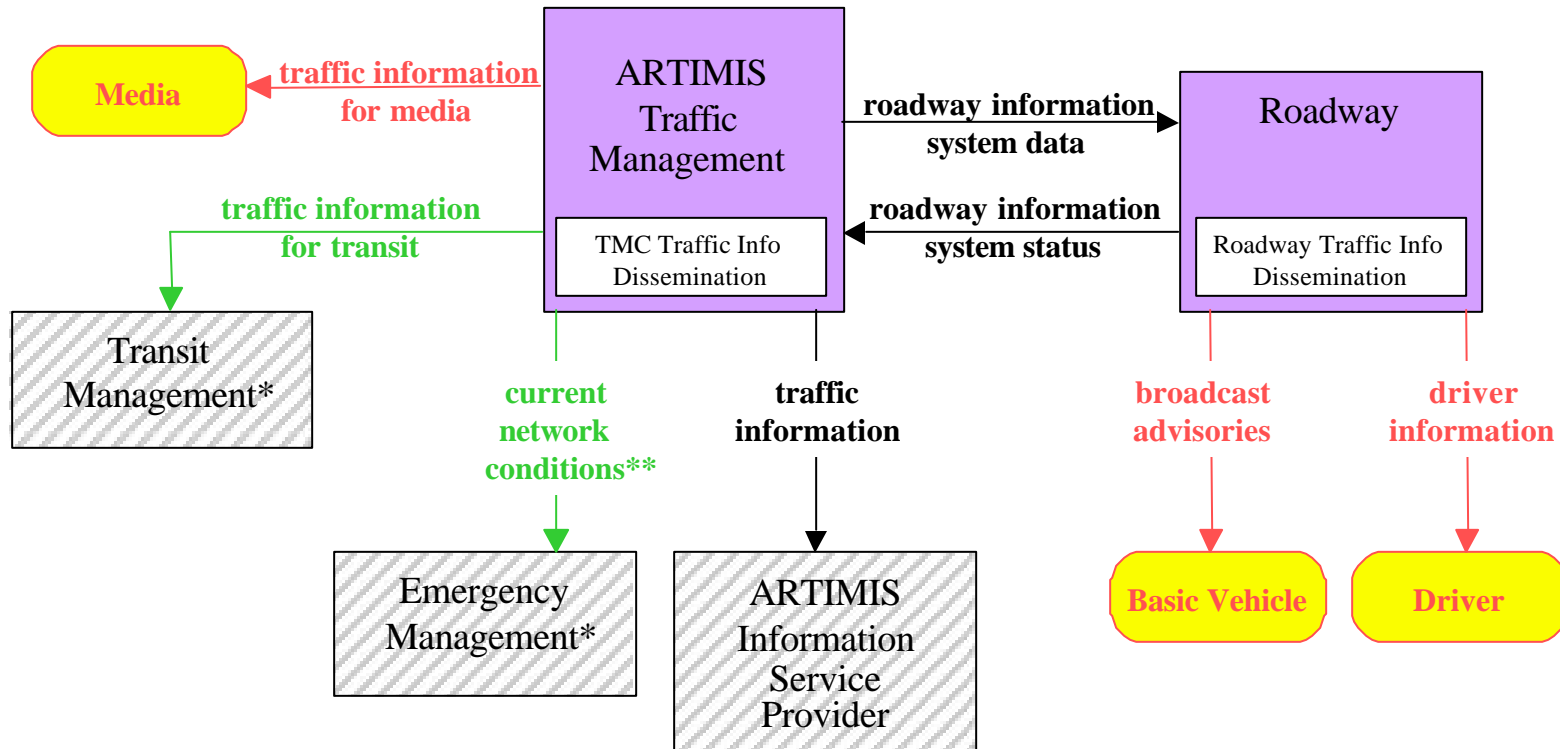 Media
traffic information
for media
ARTIMIS
Traffic
Management
TMC Traffic Info
Dissemination
roadway information
system data
roadway information
system status
Roadway
Roadway Traffic Info
Dissemination
traffic information
for transit
Transit
Management*
current
network
conditions**
traffic
information
broadcast
advisories
driver
information
Emergency
Management*
ARTIMIS
Information
Service
Provider
Basic Vehicle
Driver